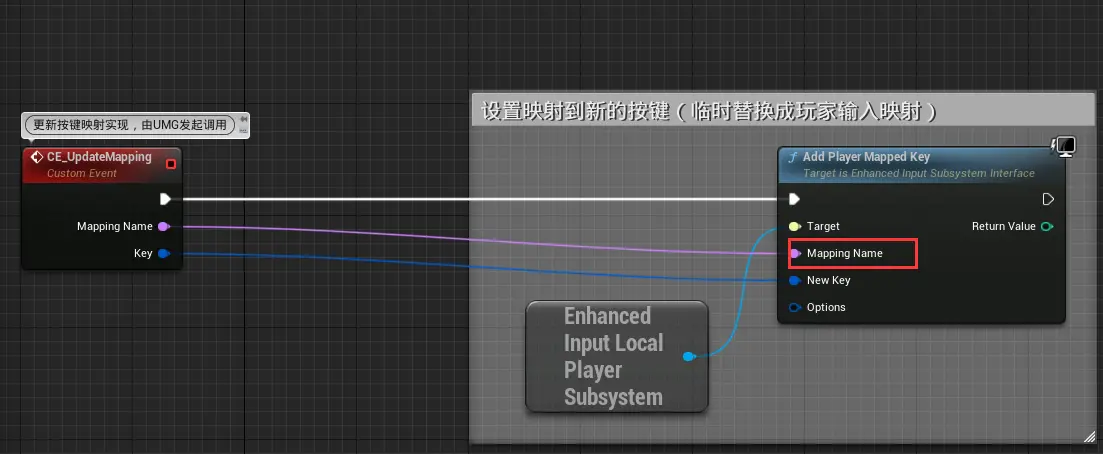 设置映射到新的按键（临时替换成玩家输入映射）
更新按键映射实现，由UMG发起调用
CE_UpdateMapping
Custom Event
Mapping Name
Key
Add Player Mapped Key
Target is Enhanced Input Subsystem Interface
Target
Return Value
Mapping Name
New Key
Options
Enhanced
Input Local
Player
Subsystem